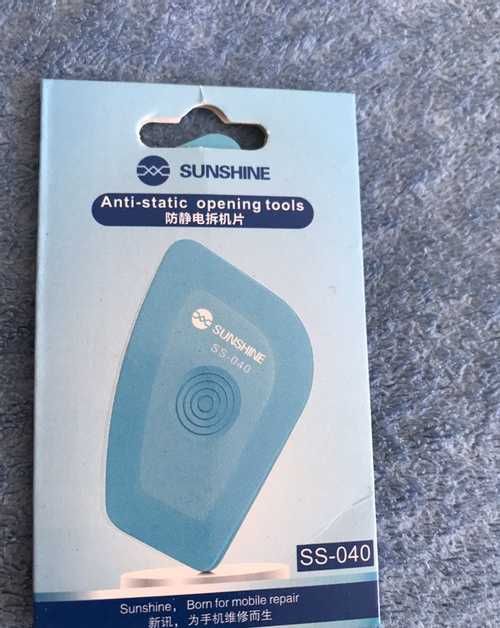 SUNSHINE
Anti-static opening tools
防静电拆机片
SUNSHINE
SS-040
SS-040
Sunshine, Born for mobile repair
新讯，为手机维修而生